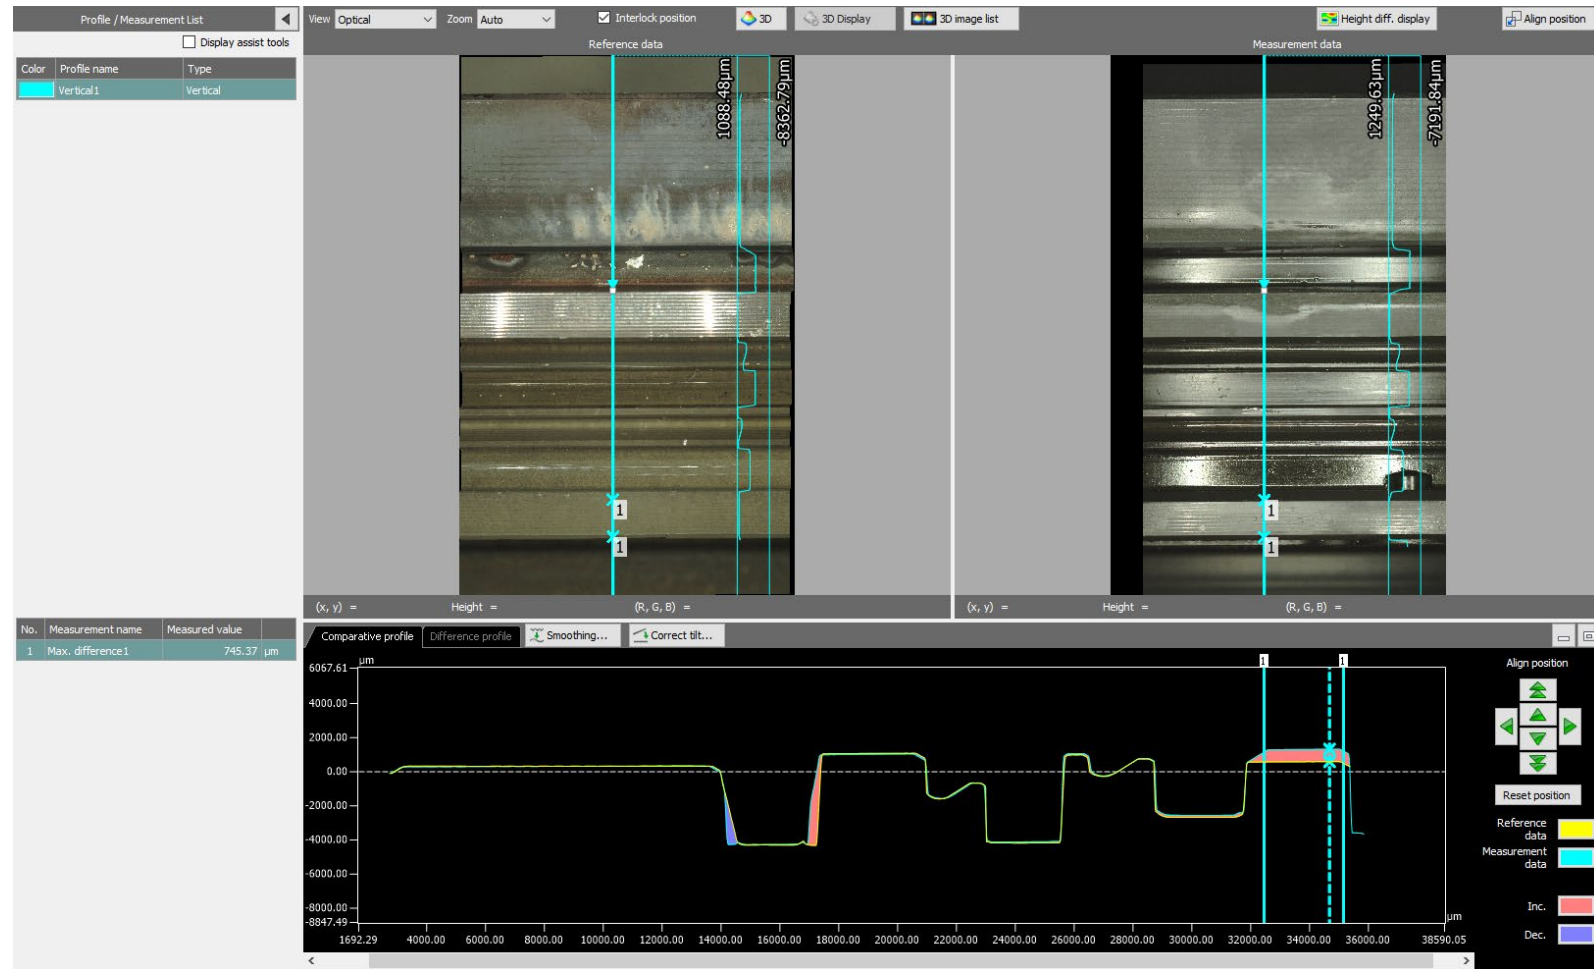 Profile / Measurement List
View Optical Zoom Auto Interlock position 3D 3D Display 3D image list Height diff. display Align position
Display assist tools
Reference data Measurement data
Color Profile name Type
Vertical1 Vertical
1088.48µm
-8362.79µm
1249.63µm
-7191.84µm
1
1
1
1
(x, y) = Height = (R, G, B) = (x, y) = Height = (R, G, B) =
No. Measurement name Measured value
1 Max. difference1 745.37 µm
Comparative profile Difference profile Smoothing... Correct tilt...
µm
6067.61
4000.00
2000.00
0.00
-2000.00
-4000.00
-6000.00
-8000.00
-8847.49
1 1
µm
1692.29 4000.00 6000.00 8000.00 10000.00 12000.00 14000.00 16000.00 18000.00 20000.00 22000.00 24000.00 26000.00 28000.00 30000.00 32000.00 34000.00 36000.00 38590.05
Align position
Reset position
Reference
data
Measurement
data
Inc.
Dec.